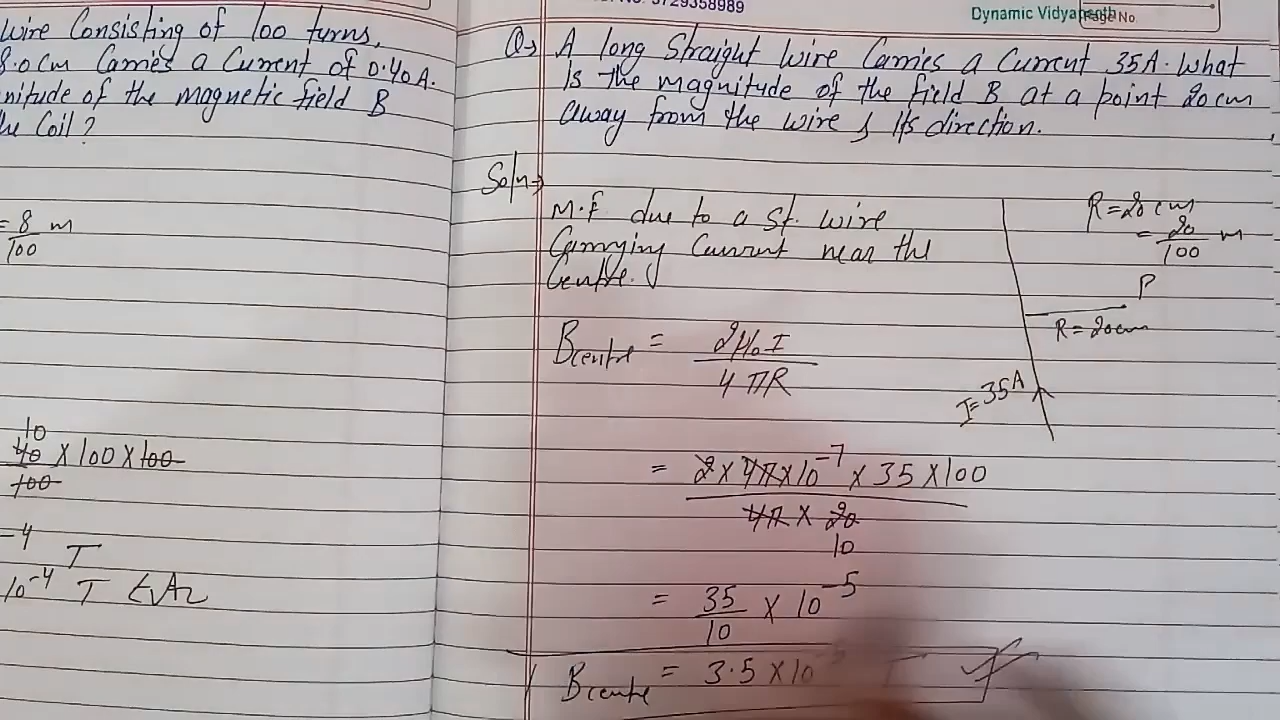 9729358989
Dynamic Vidyapeeth
Page No.
wire Consisting of 100 turns,
8.0 cm Carries a Current of 0.40 A.
nitude of the magnetic field B
he Coil?
= 8/100 m
10
40 × 100 × 100
100
-4 T
10⁻⁴ T
Q→ A long Straight wire Carries a Current 35A. What
is the magnitude of the field B at a point 20 cm
away from the wire & its direction.
Soln→
M.F due to a St. wire
Carrying Current near the
Centre.
R = 20 cm
= 20/100 m
P
R = 20cm
I = 35A
Bcentre = 2μ₀I / 4πR
= 2 × 4π × 10⁻⁷ × 35 × 100
4π × 20
10
= 35/10 × 10⁻⁵
Bcentre = 3.5 × 10